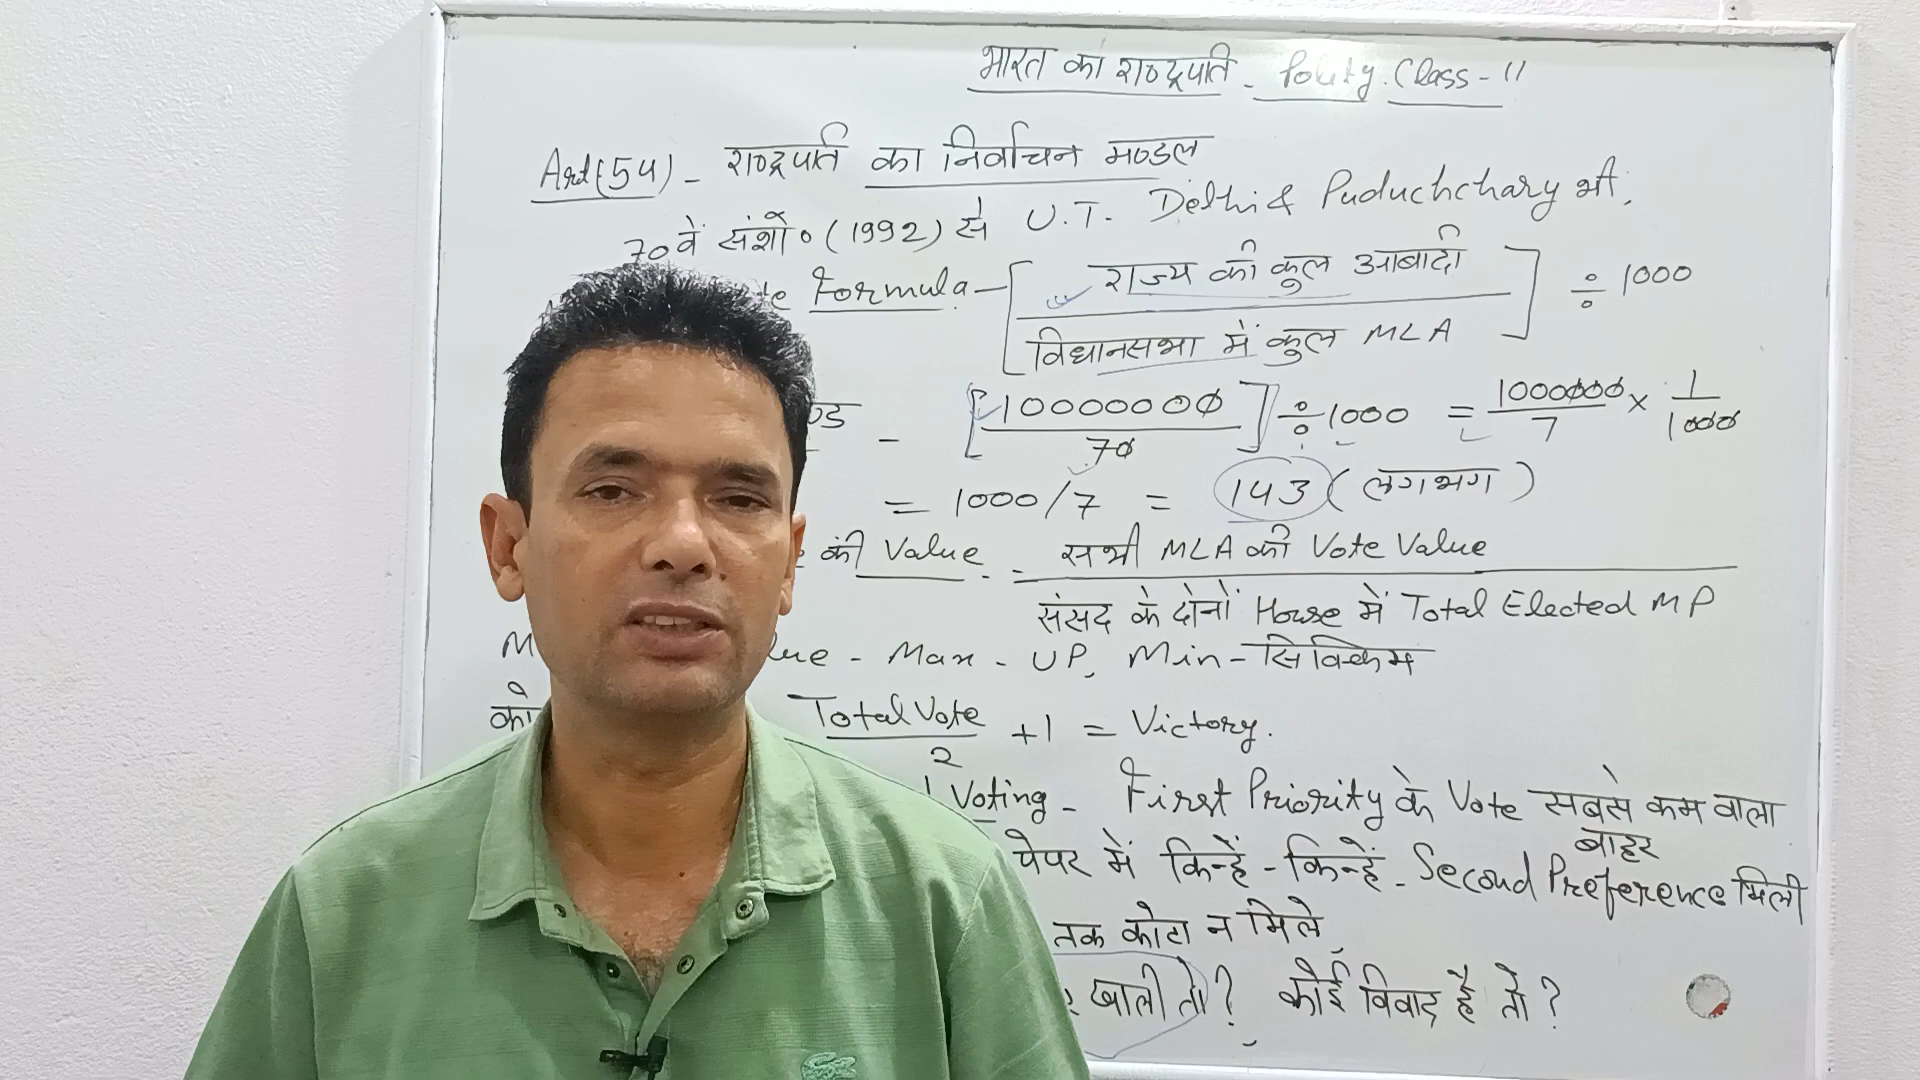 भारत का राष्ट्रपति - Polity. Class - 11
Art(54) - राष्ट्रपति का निर्वाचन मण्डल
70वें संशो० (1992) से U.T. Delhi & Puduchchary भी,
Formula - [राज्य की कुल आबादी / विधानसभा में कुल MLA] ÷ 1000
ण्ड - [10000000 / 70] ÷ 1000 = 1000000 / 7 × 1 / 1000
= 1000/7 = 143 (लगभग)
की Value - सभी MLA की Vote Value
संसद के दोनों House में Total Elected MP
M lue - Max - UP, Min - सिक्किम
को Total Vote / 2 + 1 = Victory.
Voting - First Priority के Vote सबसे कम वाला
बाहर
पेपर में किन्हें - किन्हें - Second Preference मिली
तक कोटा न मिले,
खाली तो? कोई विवाद है तो?